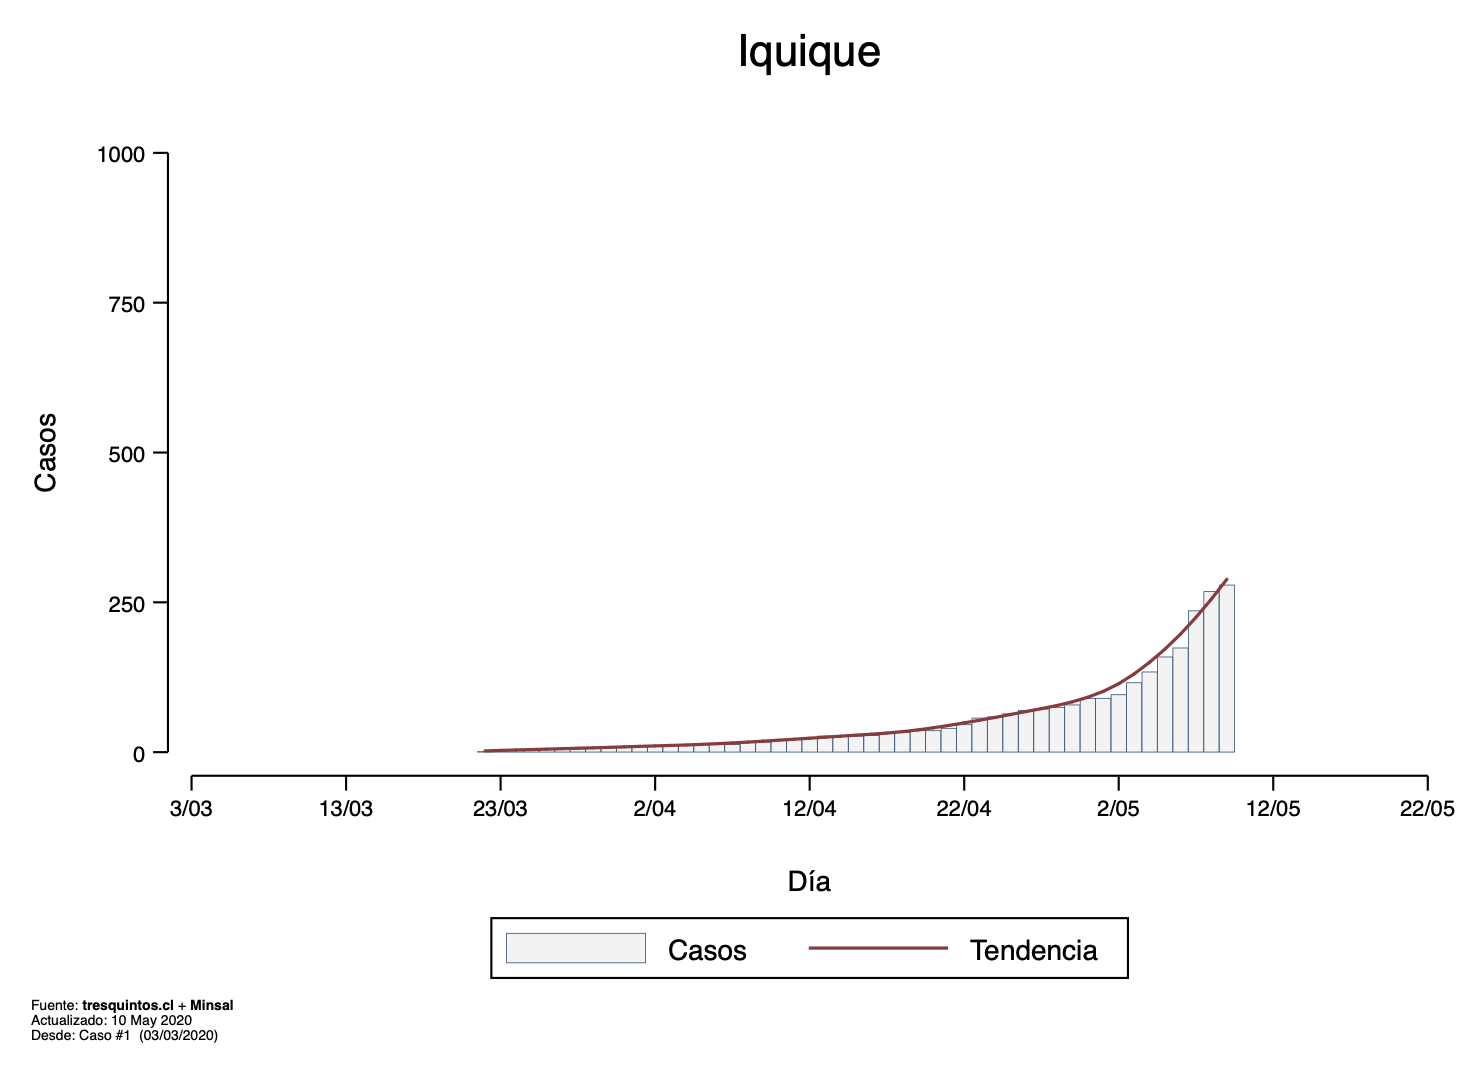 Iquique
1000
750
500
250
0
Casos
3/03 13/03 23/03 2/04 12/04 22/04 2/05 12/05 22/05
Día
Casos Tendencia
Fuente: tresquintos.cl + Minsal
Actualizado: 10 May 2020
Desde: Caso #1 (03/03/2020)